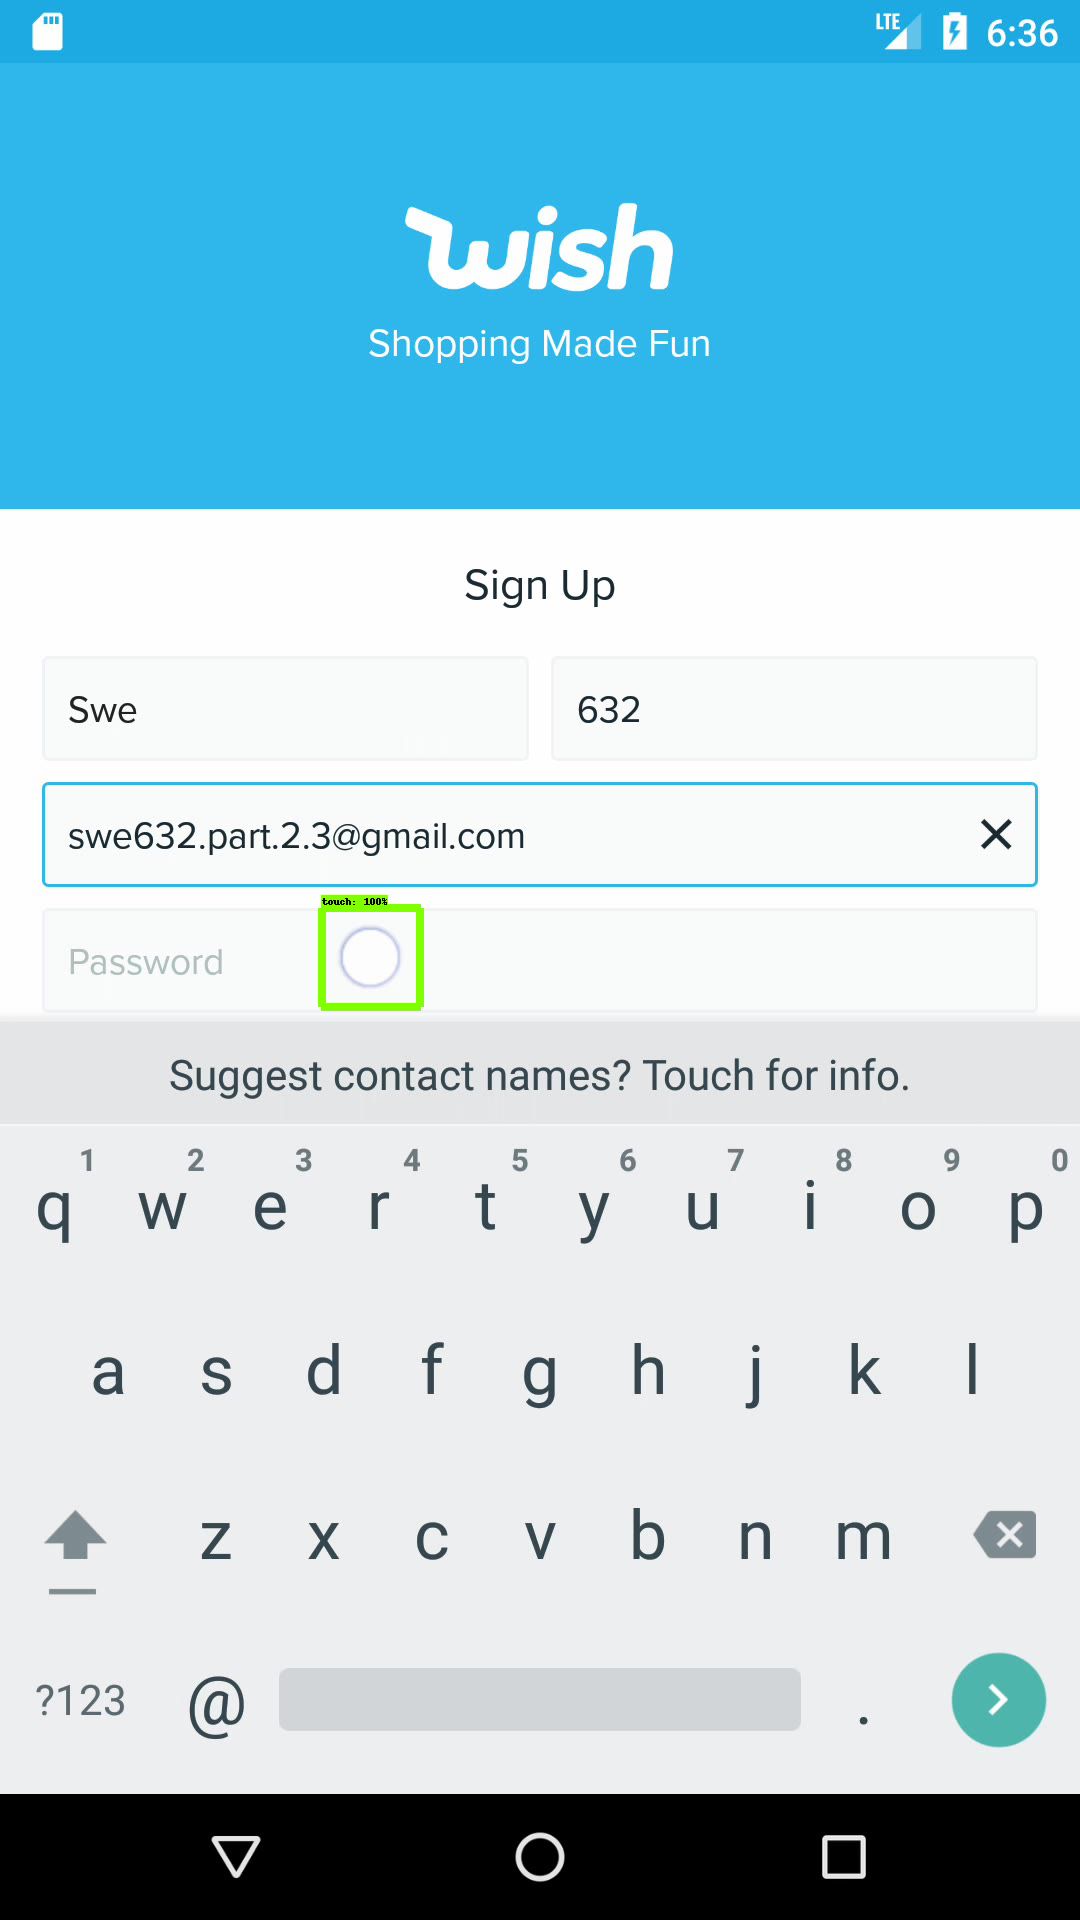 LTE 6:36
wish
Shopping Made Fun
Sign Up
Swe 632
swe632.part.2.3@gmail.com
touch: 100%
Password
Suggest contact names? Touch for info.
1 2 3 4 5 6 7 8 9 0
q w e r t y u i o p
a s d f g h j k l
z x c v b n m
?123 @ .